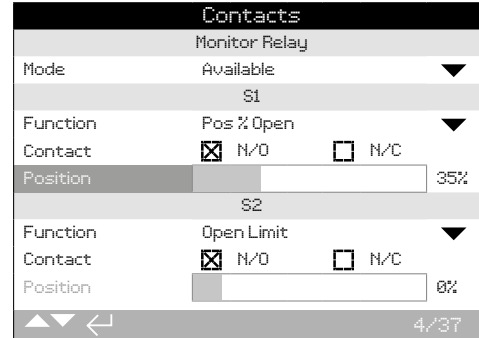 Contacts
Monitor Relay
Mode Available
S1
Function Pos % Open
Contact N/O N/C
Position 35%
S2
Function Open Limit
Contact N/O N/C
Position 0%
4/37